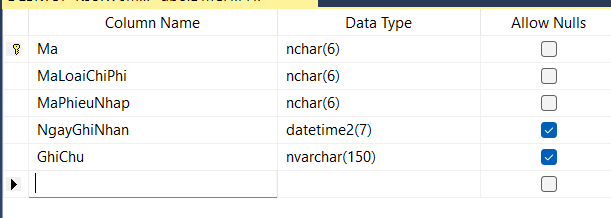 Column Name Data Type Allow Nulls
Ma nchar(6)
MaLoaiChiPhi nchar(6)
MaPhieuNhap nchar(6)
NgayGhiNhan datetime2(7)
GhiChu nvarchar(150)